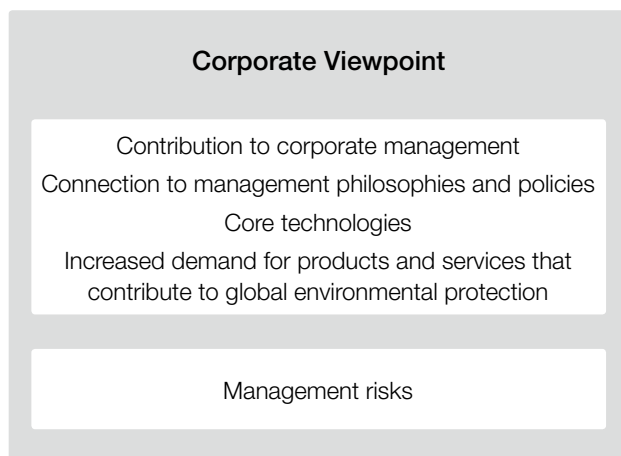 Corporate Viewpoint
Contribution to corporate management
Connection to management philosophies and policies
Core technologies
Increased demand for products and services that
contribute to global environmental protection
Management risks